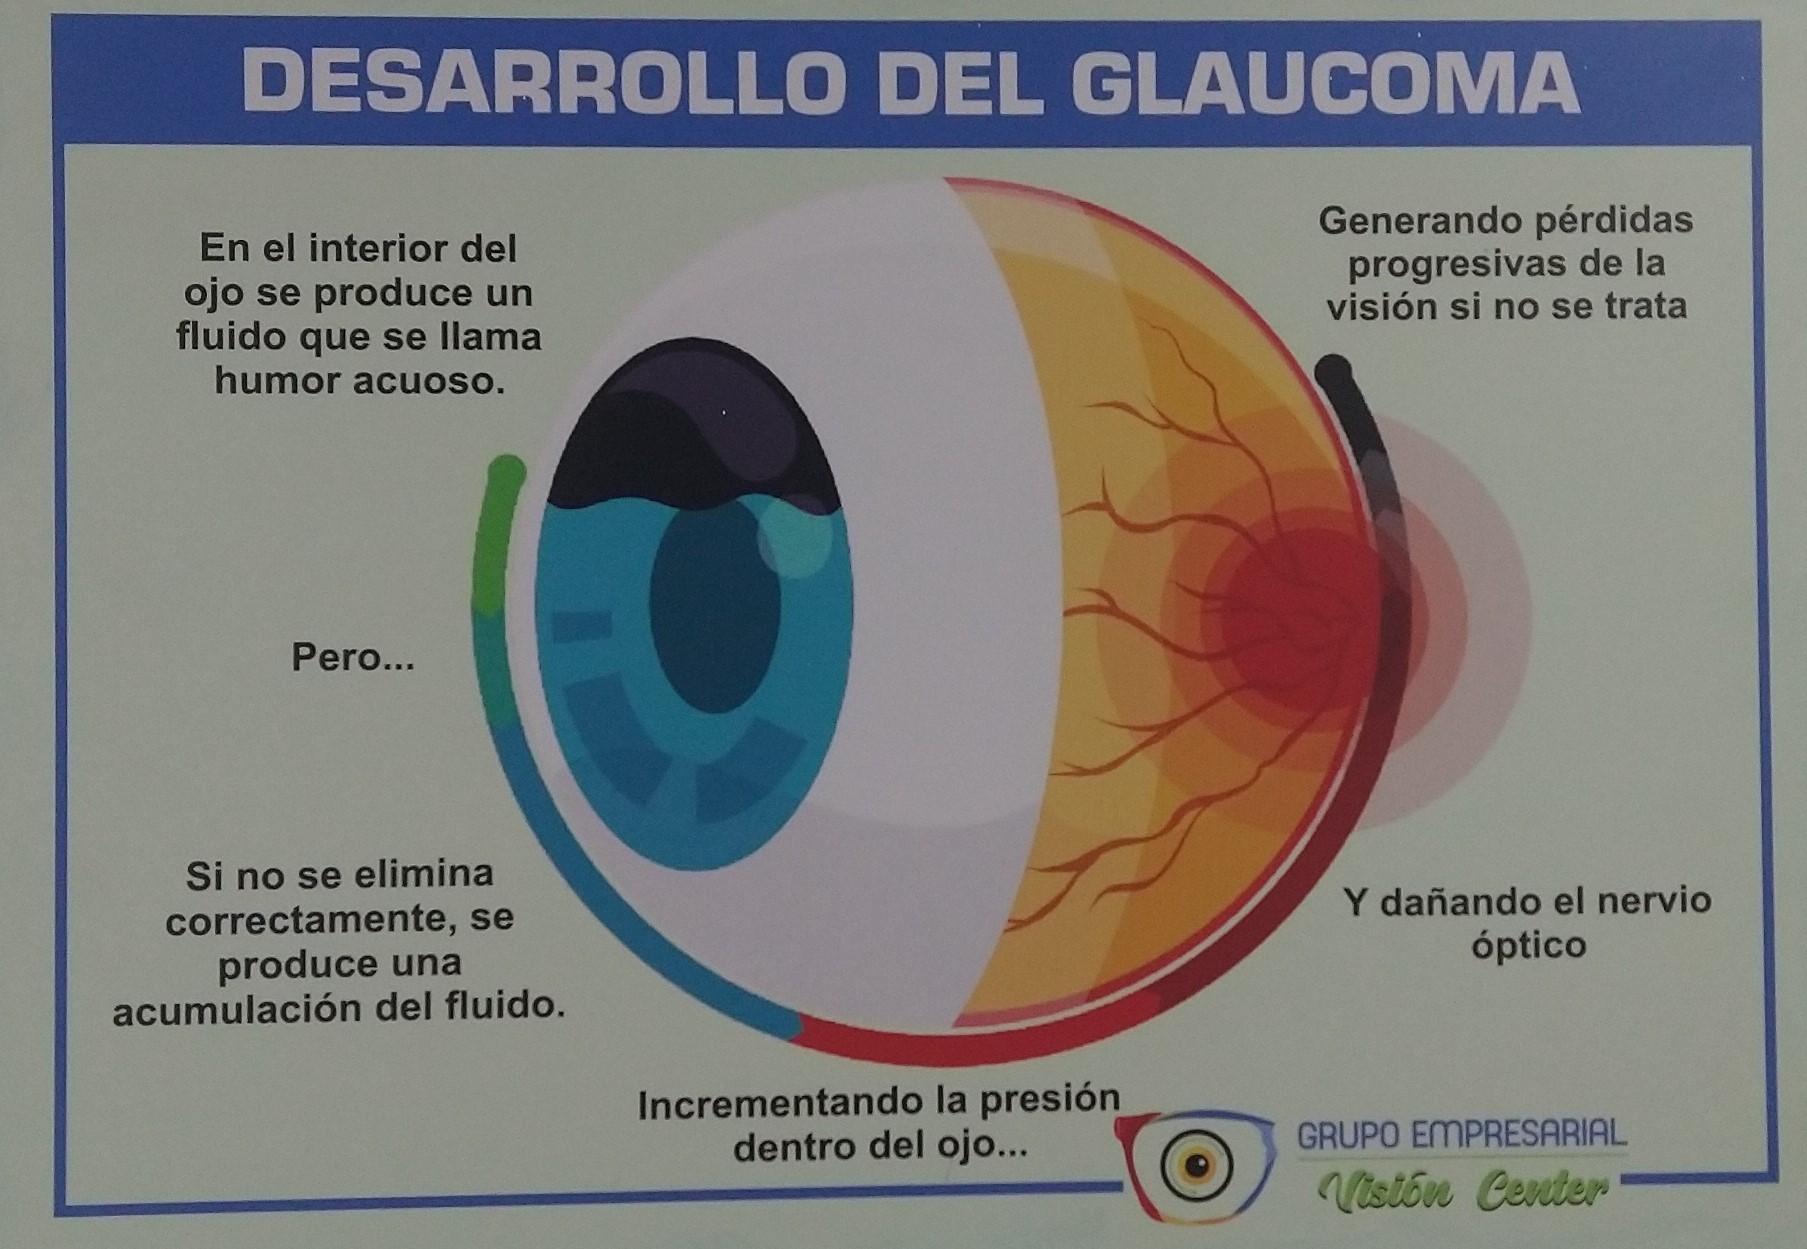 DESARROLLO DEL GLAUCOMA
En el interior del
ojo se produce un
fluido que se llama
humor acuoso.
Pero...
Si no se elimina
correctamente, se
produce una
acumulación del fluido.
Incrementando la presión
dentro del ojo...
Y dañando el nervio
óptico
Generando pérdidas
progresivas de la
visión si no se trata
GRUPO EMPRESARIAL
Visión Center